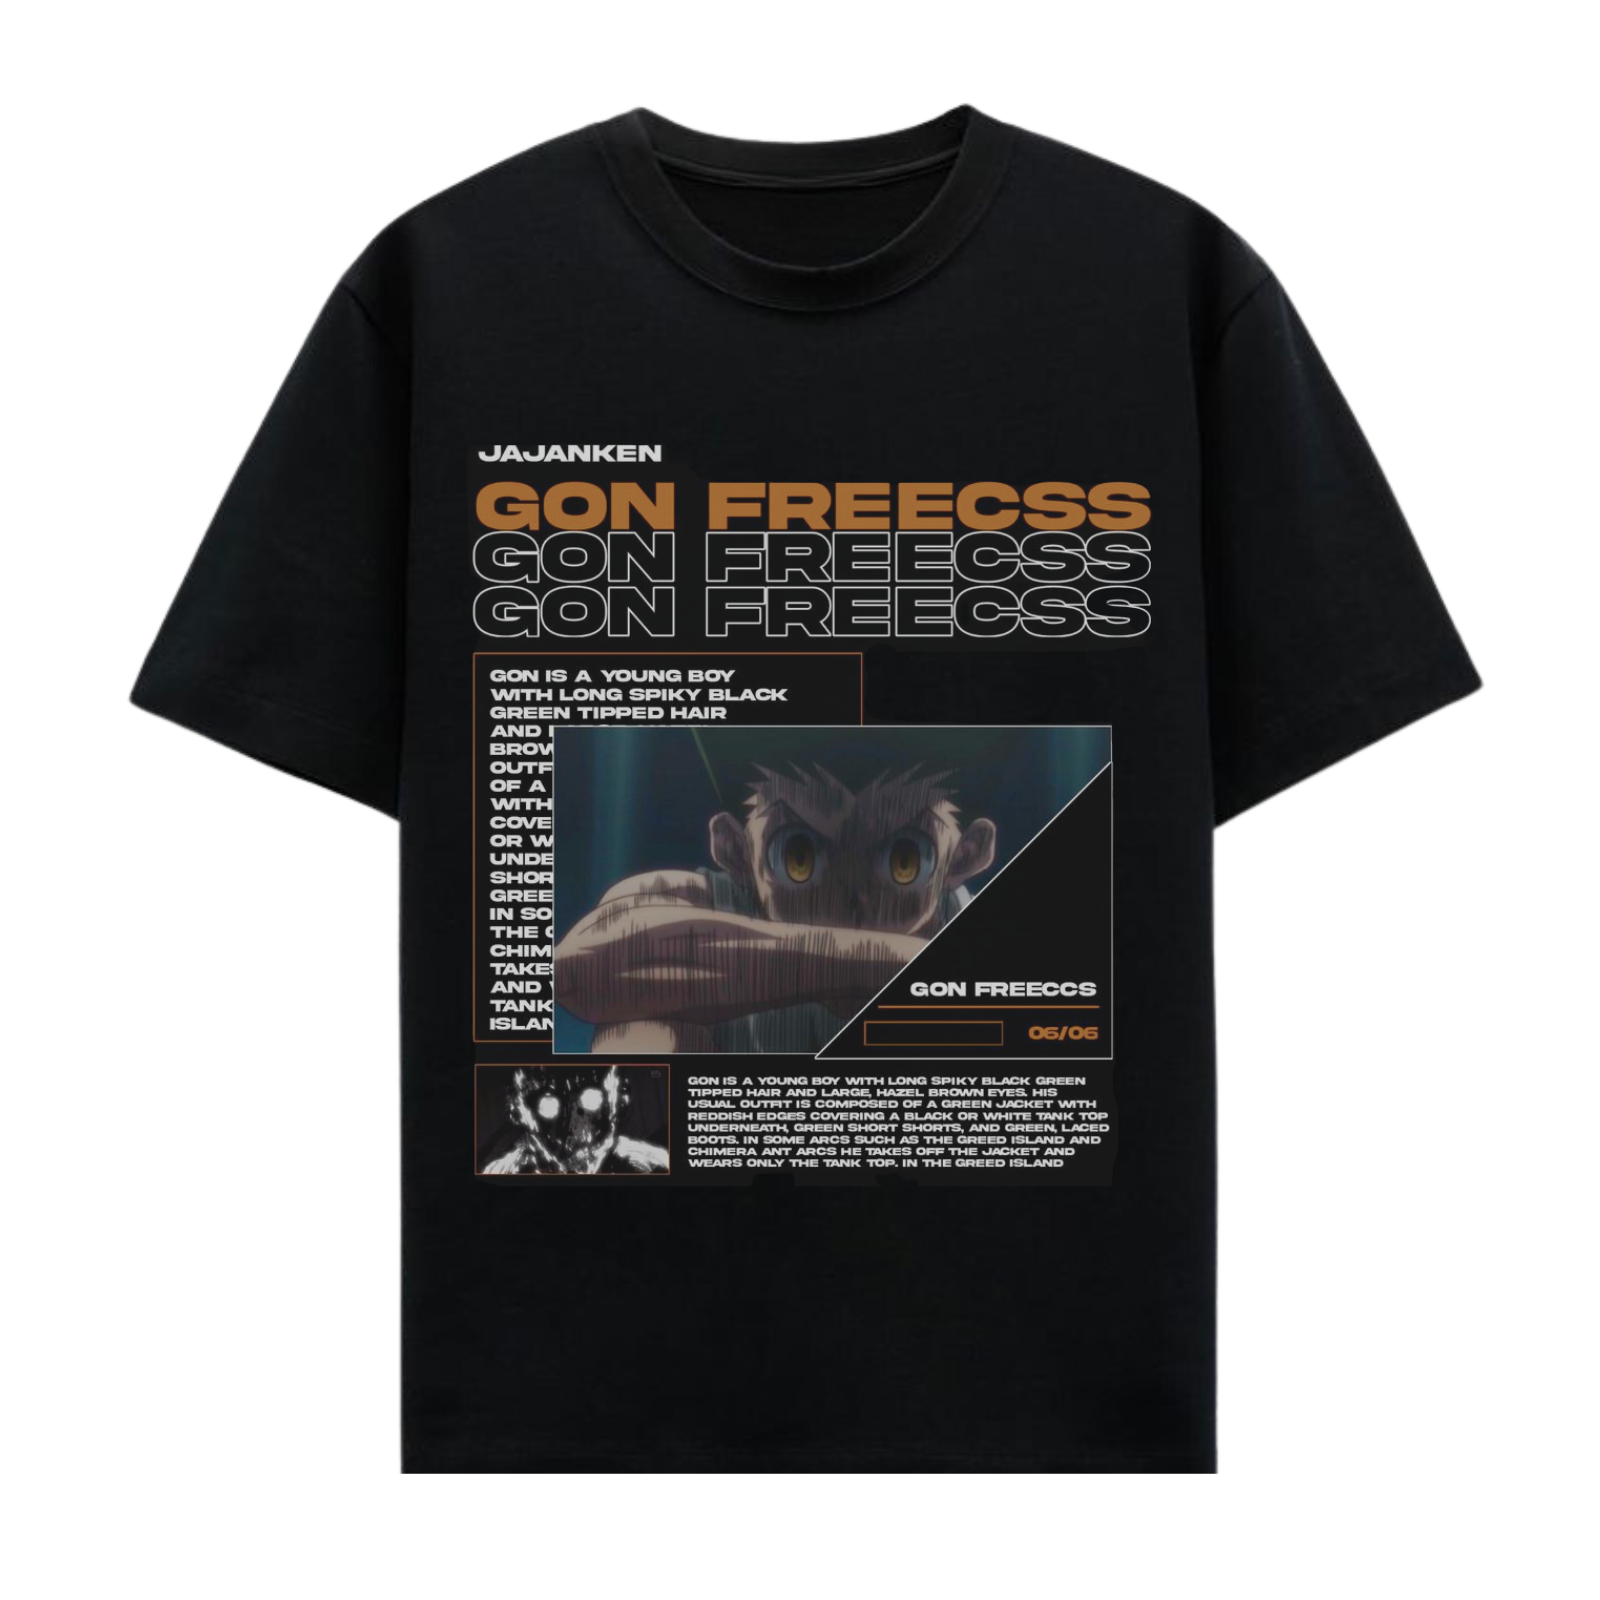 JAJANKEN
GON FREECSS
GON FREECSS
GON FREECSS
GON IS A YOUNG BOY
WITH LONG SPIKY BLACK
GREEN TIPPED HAIR
AND
BROW
OUTF
OF A
WITH
COVE
OR W
UNDE
SHOR
GREE
IN SO
THE
CHIM
TAKES
AND
TANK
ISLAN
GON FREECCS
06/06
GON IS A YOUNG BOY WITH LONG SPIKY BLACK GREEN
TIPPED HAIR AND LARGE, HAZEL BROWN EYES. HIS
USUAL OUTFIT IS COMPOSED OF A GREEN JACKET WITH
REDDISH EDGES COVERING A BLACK OR WHITE TANK TOP
UNDERNEATH, GREEN SHORT SHORTS, AND GREEN, LACED
BOOTS. IN SOME ARCS SUCH AS THE GREED ISLAND AND
CHIMERA ANT ARCS HE TAKES OFF THE JACKET AND
WEARS ONLY THE TANK TOP. IN THE GREED ISLAND